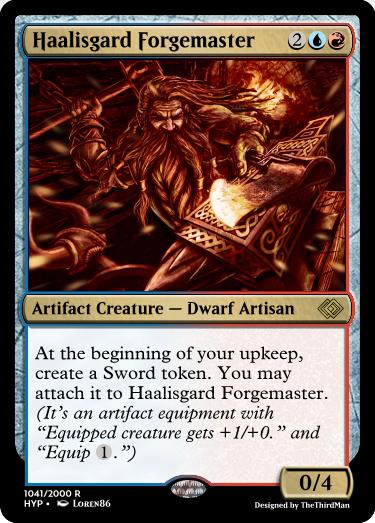 Haalisgard Forgemaster 2
Artifact Creature — Dwarf Artisan
At the beginning of your upkeep,
create a Sword token. You may
attach it to Haalisgard Forgemaster.
(It's an artifact equipment with
“Equipped creature gets +1/+0.” and
“Equip 1.”)
0/4
1041/2000 R
HYP • Loren86
Designed by TheThirdMan